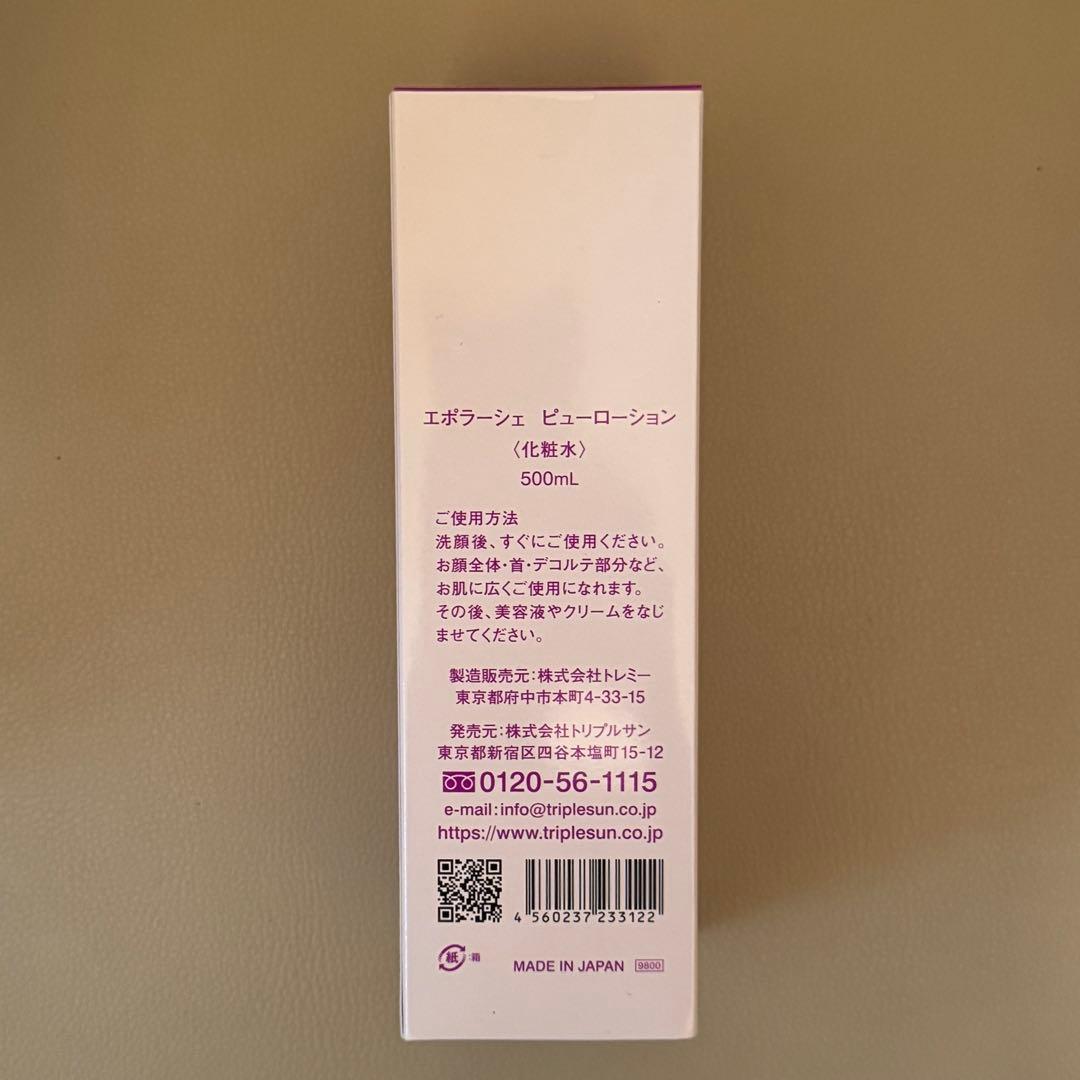 エポラーシェ ピューローション
〈化粧水〉
500mL
ご使用方法
洗顔後、すぐにご使用ください。
お顔全体・首・デコルテ部分など、
お肌に広くご使用になれます。
その後、美容液やクリームをなじ
ませてください。
製造販売元：株式会社トレミー
東京都府中市本町4-33-15
発売元：株式会社トリプルサン
東京都新宿区四谷本塩町15-12
0120-56-1115
e-mail：info@triplesun.co.jp
https://www.triplesun.co.jp
4 560237 233122
紙：箱
MADE IN JAPAN 9800